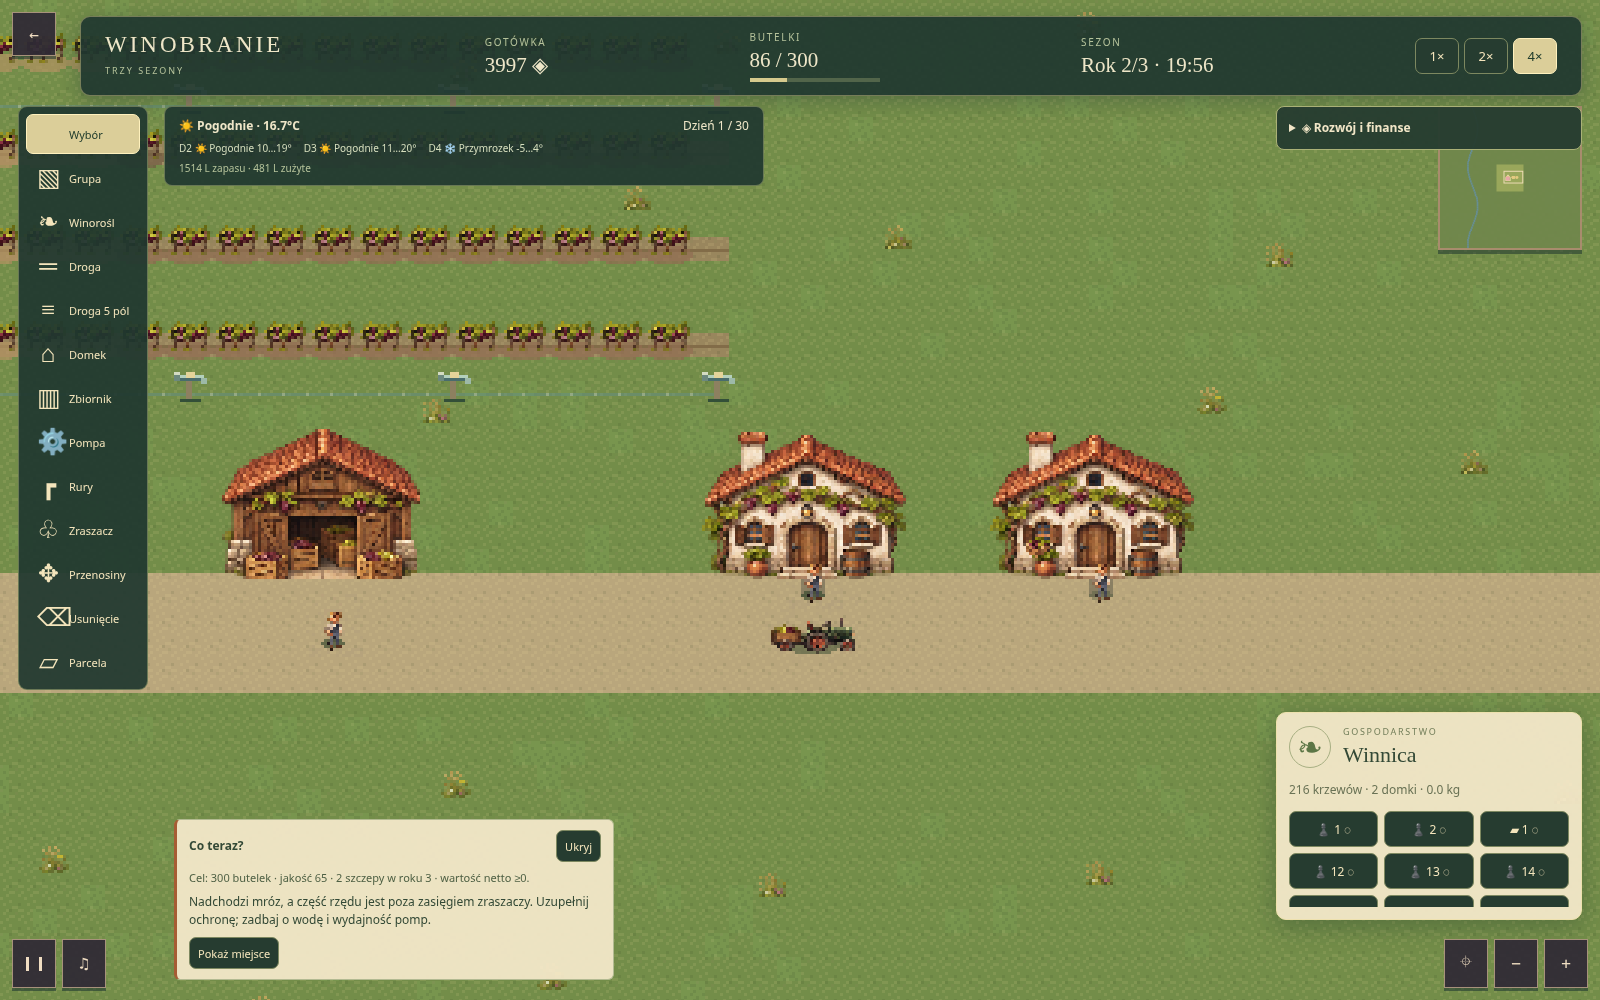 WINOBRANIE
TRZY SEZONY
GOTÓWKA
3997 ◈
BUTELKI
86 / 300
SEZON
Rok 2/3 · 19:56
1×
2×
4×
Wybór
Grupa
Winorośl
Droga
Droga 5 pól
Domek
Zbiornik
Pompa
Rury
Zraszacz
Przenosiny
Usunięcie
Parcela
☀️ Pogodnie · 16.7°C
Dzień 1 / 30
D2 ☀️ Pogodnie 10…19° D3 ☀️ Pogodnie 11…20° D4 ❄️ Przymrozek -5…4°
1514 L zapasu · 481 L zużyte
▶ ◈ Rozwój i finanse
GOSPODARSTWO
Winnica
216 krzewów · 2 domki · 0.0 kg
1 ○
2 ○
1 ○
12 ○
13 ○
14 ○
Co teraz?
Ukryj
Cel: 300 butelek · jakość 65 · 2 szczepy w roku 3 · wartość netto ≥0.
Nadchodzi mróz, a część rzędu jest poza zasięgiem zraszaczy. Uzupełnij
ochronę; zadbaj o wodę i wydajność pomp.
Pokaż miejsce